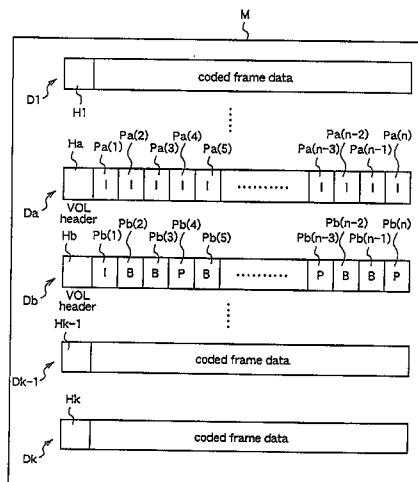 M
coded frame data
D1
H1
Ha Pa(1) Pa(2) Pa(3) Pa(4) Pa(5) Pa(n-3) Pa(n-2) Pa(n-1) Pa(n)
I I I I I I I I I
Da
VOL header
Hb Pb(1) Pb(2) Pb(3) Pb(4) Pb(5) Pb(n-3) Pb(n-2) Pb(n-1) Pb(n)
I B B P B P B B P
Db
VOL header
Hk-1
coded frame data
Dk-1
Hk
coded frame data
Dk